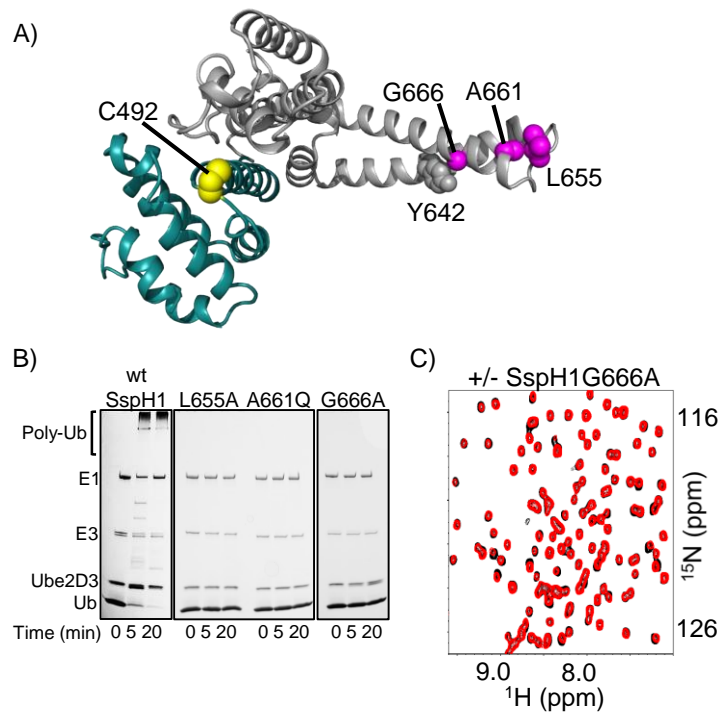 A)
C492
G666
A661
L655
Y642
B)
wt
SspH1
L655A
A661Q
G666A
Poly-Ub
E1
E3
Ube2D3
Ub
Time (min)
0 5 20
0 5 20
0 5 20
0 5 20
C)
+/- SspH1G666A
116
126
15N (ppm)
9.0
8.0
1H (ppm)